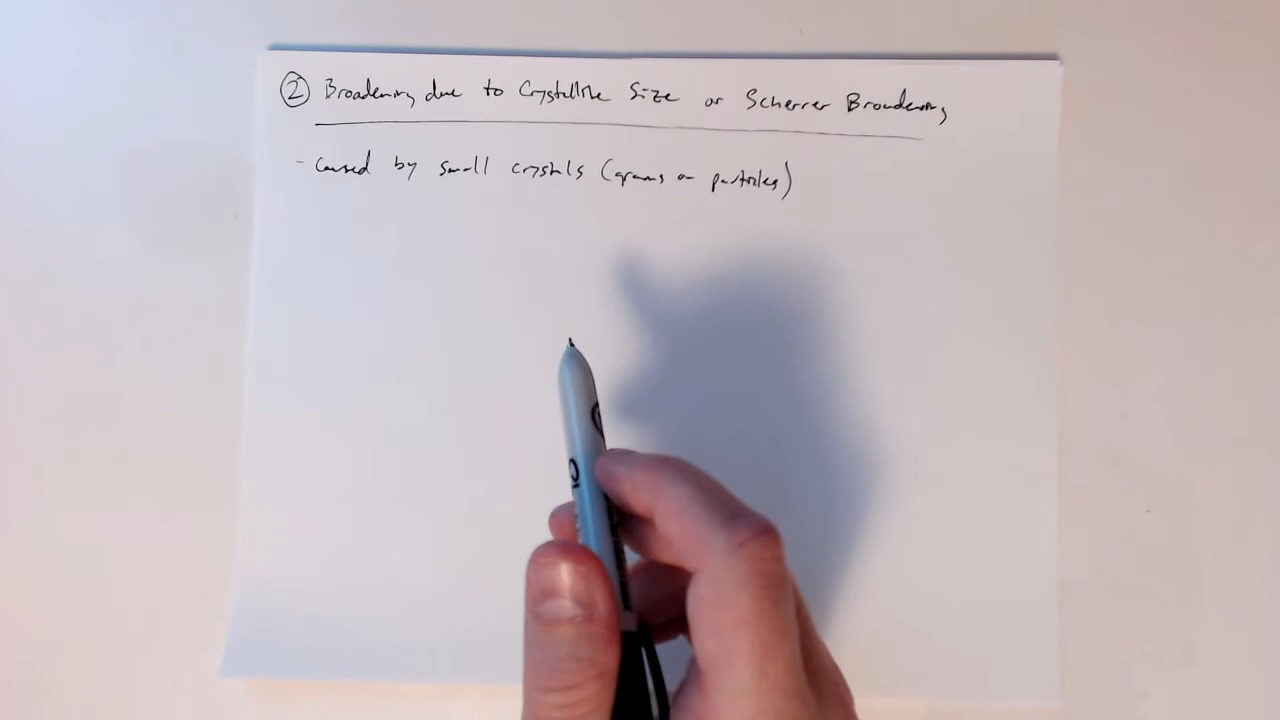 ② Broadening due to Crystallite Size or Scherrer Broadening
- Caused by small crystals (grains or particles)